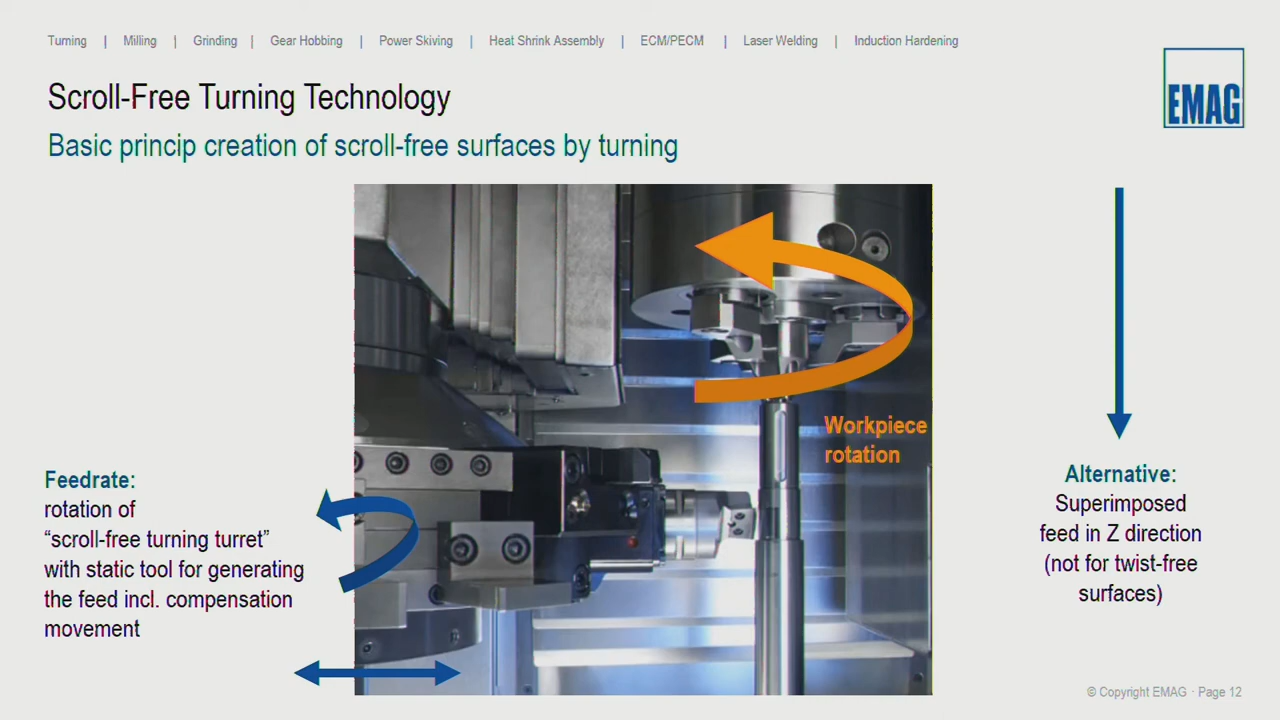 Turning | Milling | Grinding | Gear Hobbing | Power Skiving | Heat Shrink Assembly | ECM/PECM | Laser Welding | Induction Hardening
EMAG
Scroll-Free Turning Technology
Basic princip creation of scroll-free surfaces by turning
Workpiece
rotation
Feedrate:
rotation of
“scroll-free turning turret”
with static tool for generating
the feed incl. compensation
movement
Alternative:
Superimposed
feed in Z direction
(not for twist-free
surfaces)
© Copyright EMAG · Page 12